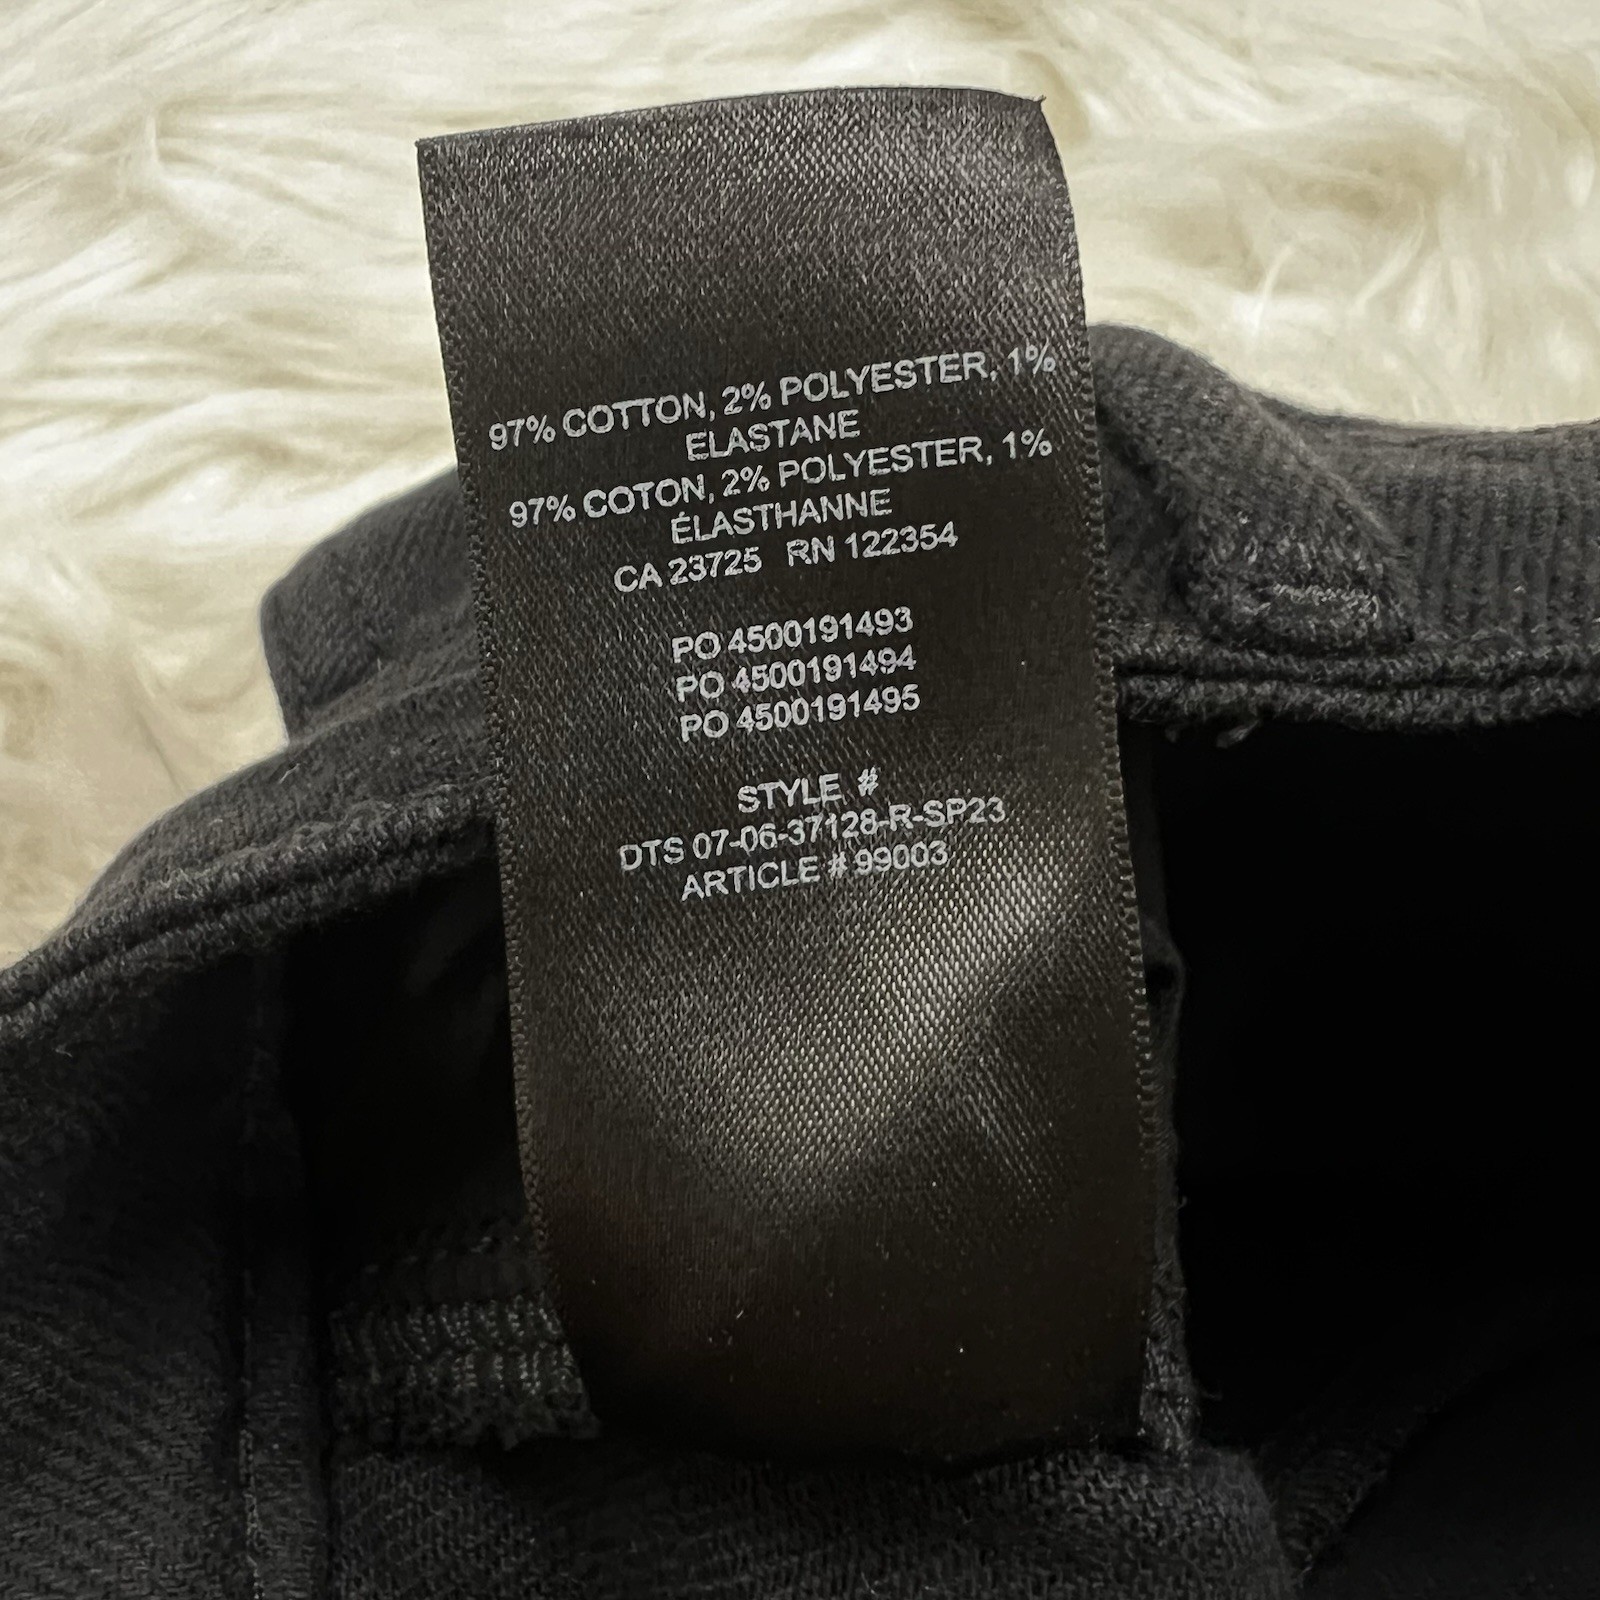 97% COTTON, 2% POLYESTER, 1%
ELASTANE
97% COTON, 2% POLYESTER, 1%
ÉLASTHANNE
CA 23725 RN 122354
PO 4500191493
PO 4500191494
PO 4500191495
STYLE #
DTS 07-06-37128-R-SP23
ARTICLE # 99003